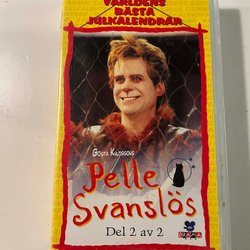 VÄRLDENS
BÄSTA
JULKALENDRAR
GÖSTA KNUTSSONS
Pelle
Svanslös
Del 2 av 2